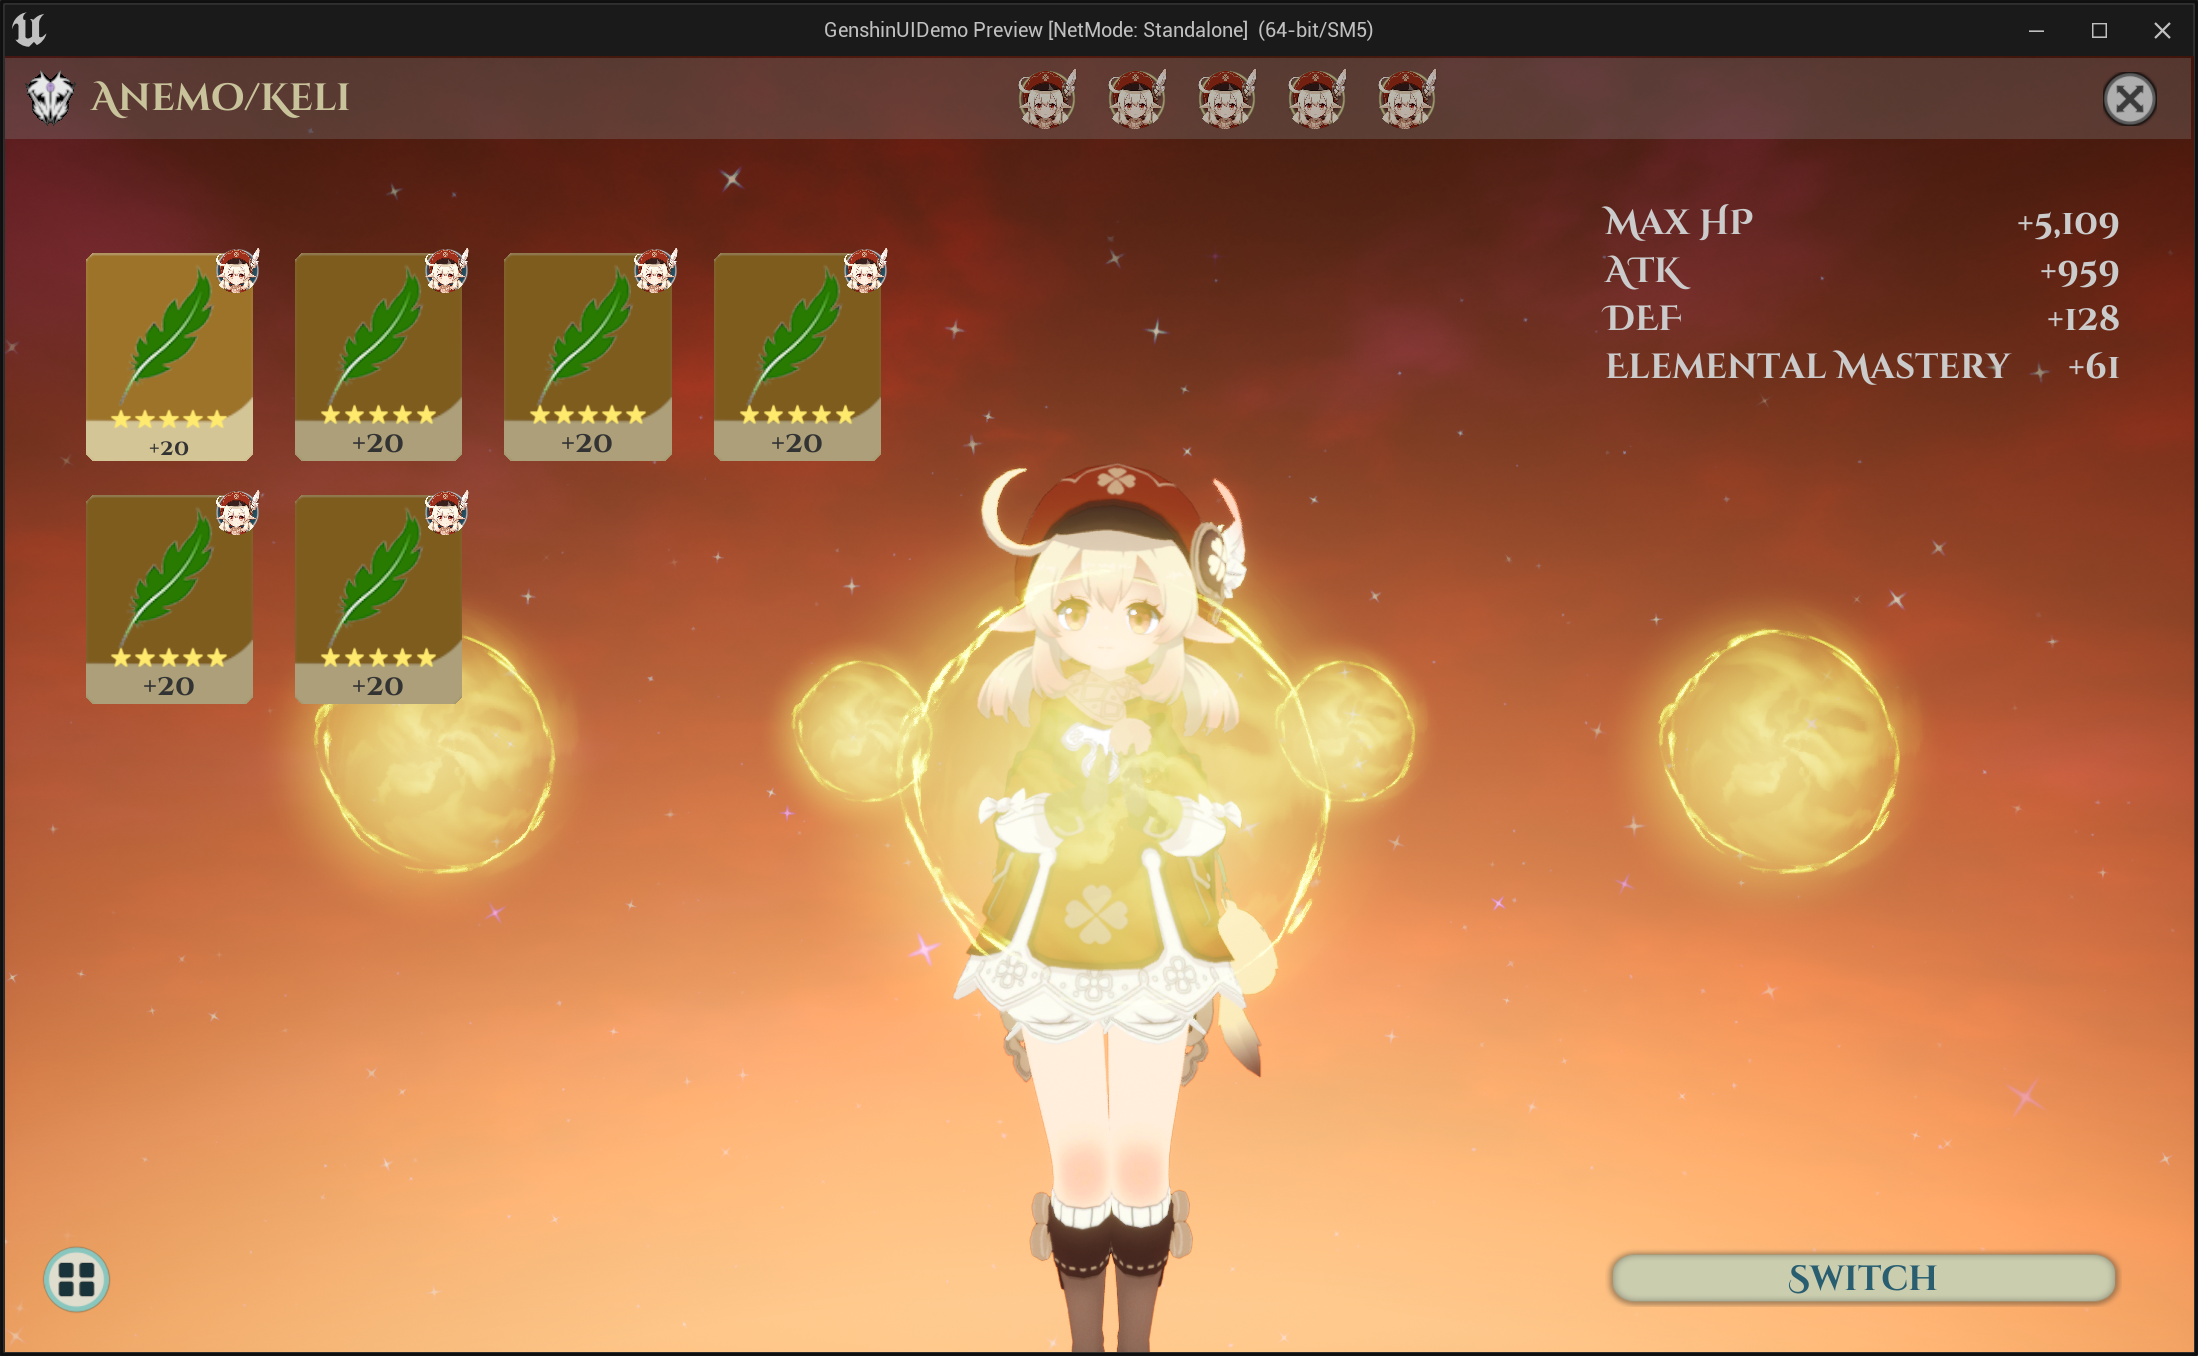 GenshinUIDemo Preview [NetMode: Standalone] (64-bit/SM5)
ANEMO/KELI
MAX HP +5,109
ATK +959
DEF +128
ELEMENTAL MASTERY +61
+20 +20 +20 +20
+20 +20
SWITCH